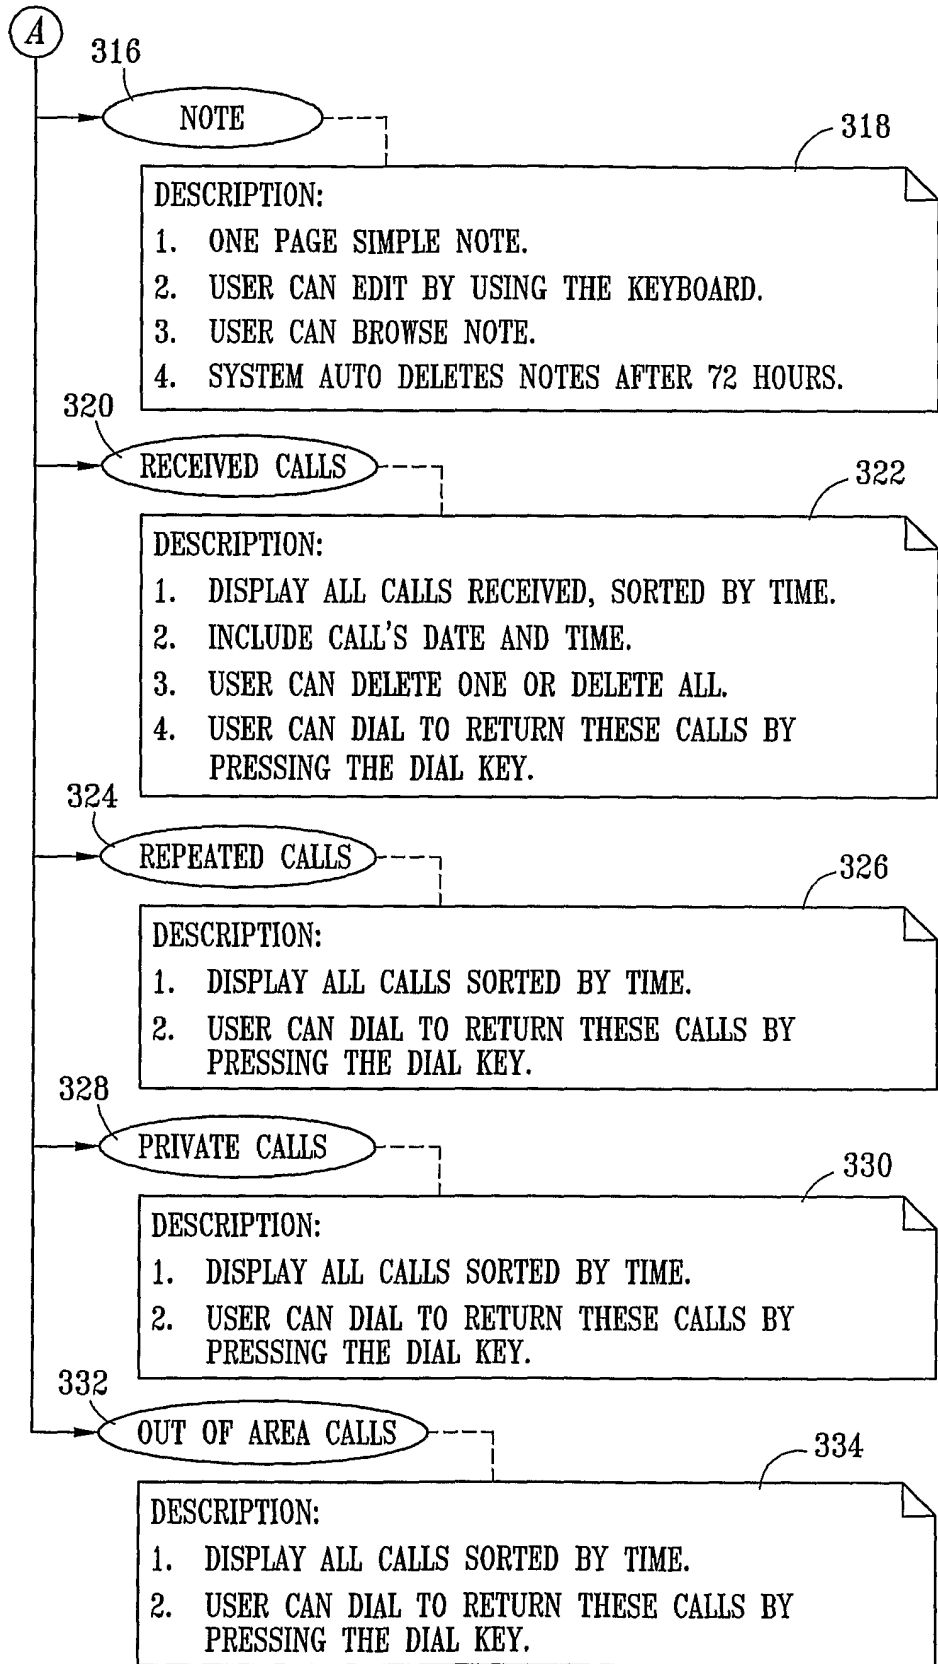 A
316
NOTE
318
DESCRIPTION:
1. ONE PAGE SIMPLE NOTE.
2. USER CAN EDIT BY USING THE KEYBOARD.
3. USER CAN BROWSE NOTE.
4. SYSTEM AUTO DELETES NOTES AFTER 72 HOURS.
320
RECEIVED CALLS
322
DESCRIPTION:
1. DISPLAY ALL CALLS RECEIVED, SORTED BY TIME.
2. INCLUDE CALL'S DATE AND TIME.
3. USER CAN DELETE ONE OR DELETE ALL.
4. USER CAN DIAL TO RETURN THESE CALLS BY
PRESSING THE DIAL KEY.
324
REPEATED CALLS
326
DESCRIPTION:
1. DISPLAY ALL CALLS SORTED BY TIME.
2. USER CAN DIAL TO RETURN THESE CALLS BY
PRESSING THE DIAL KEY.
328
PRIVATE CALLS
330
DESCRIPTION:
1. DISPLAY ALL CALLS SORTED BY TIME.
2. USER CAN DIAL TO RETURN THESE CALLS BY
PRESSING THE DIAL KEY.
332
OUT OF AREA CALLS
334
DESCRIPTION:
1. DISPLAY ALL CALLS SORTED BY TIME.
2. USER CAN DIAL TO RETURN THESE CALLS BY
PRESSING THE DIAL KEY.